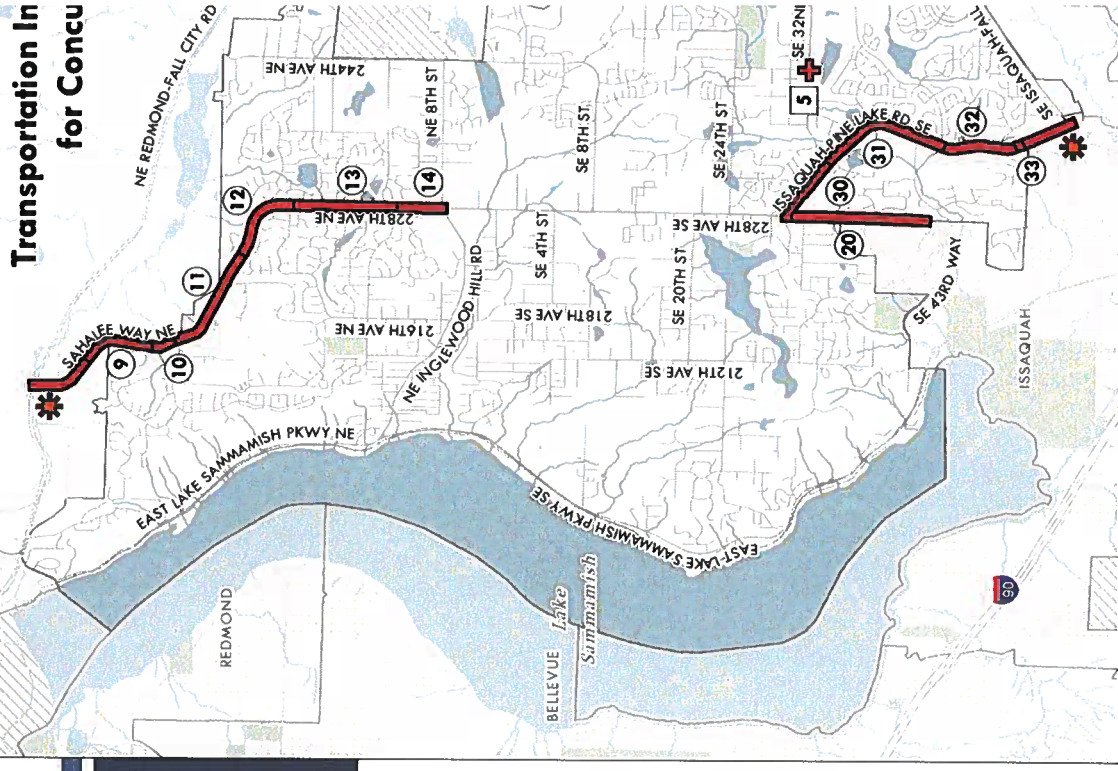 Transportation In
for Concu
NE REDMOND-FALL CITY RD
244TH AVE NE
SAHALEE WAY NE
9
10
11
12
13
14
NE 8TH ST
228TH AVE NE
216TH AVE NE
NE INGLEWOOD HILL RD
EAST LAKE SAMMAMISH PKWY NE
SE 4TH ST
SE 8TH ST
218TH AVE SE
SE 20TH ST
212TH AVE SE
SE 24TH ST
228TH AVE SE
SE 32N
5
ISSAQUAH-PINE LAKE RD SE
20
30
31
32
33
SE ISSAQUAH-FALL
SE 43RD WAY
ISSAQUAH
EAST LAKE SAMMAMISH PKWY SE
REDMOND
BELLEVUE
Lake
Sammamish
90